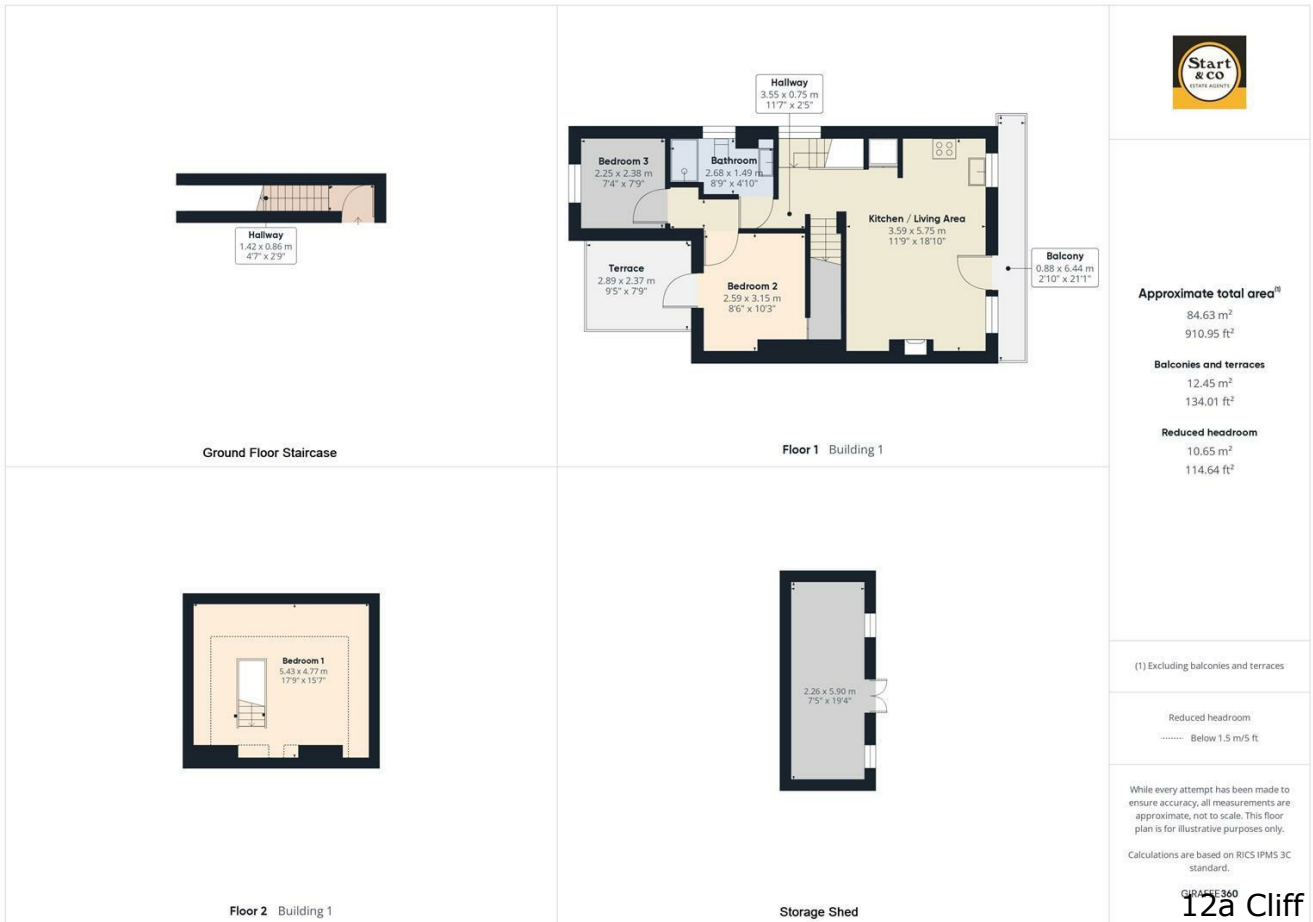 Hallway
1.42 x 0.86 m
4'7" x 2'9"
Ground Floor Staircase
Hallway
3.55 x 0.75 m
11'7" x 2'5"
Bedroom 3
2.25 x 2.38 m
7'4" x 7'9"
Bathroom
2.68 x 1.49 m
8'9" x 4'10"
Kitchen / Living Area
3.59 x 5.75 m
11'9" x 18'10"
Balcony
0.88 x 6.44 m
2'10" x 21'1"
Terrace
2.89 x 2.37 m
9'5" x 7'9"
Bedroom 2
2.59 x 3.15 m
8'6" x 10'3"
Floor 1 Building 1
Bedroom 1
5.43 x 4.77 m
17'9" x 15'7"
Floor 2 Building 1
2.26 x 5.90 m
7'5" x 19'4"
Storage Shed
Start
& CO
ESTATE AGENTS
Approximate total area(1)
84.63 m²
910.95 ft²
Balconies and terraces
12.45 m²
134.01 ft²
Reduced headroom
10.65 m²
114.64 ft²
(1) Excluding balconies and terraces
Reduced headroom
Below 1.5 m/5 ft
While every attempt has been made to
ensure accuracy, all measurements are
approximate, not to scale. This floor
plan is for illustrative purposes only.
Calculations are based on RICS IPMS 3C
standard.
GIRAFFE360
12a Cliff